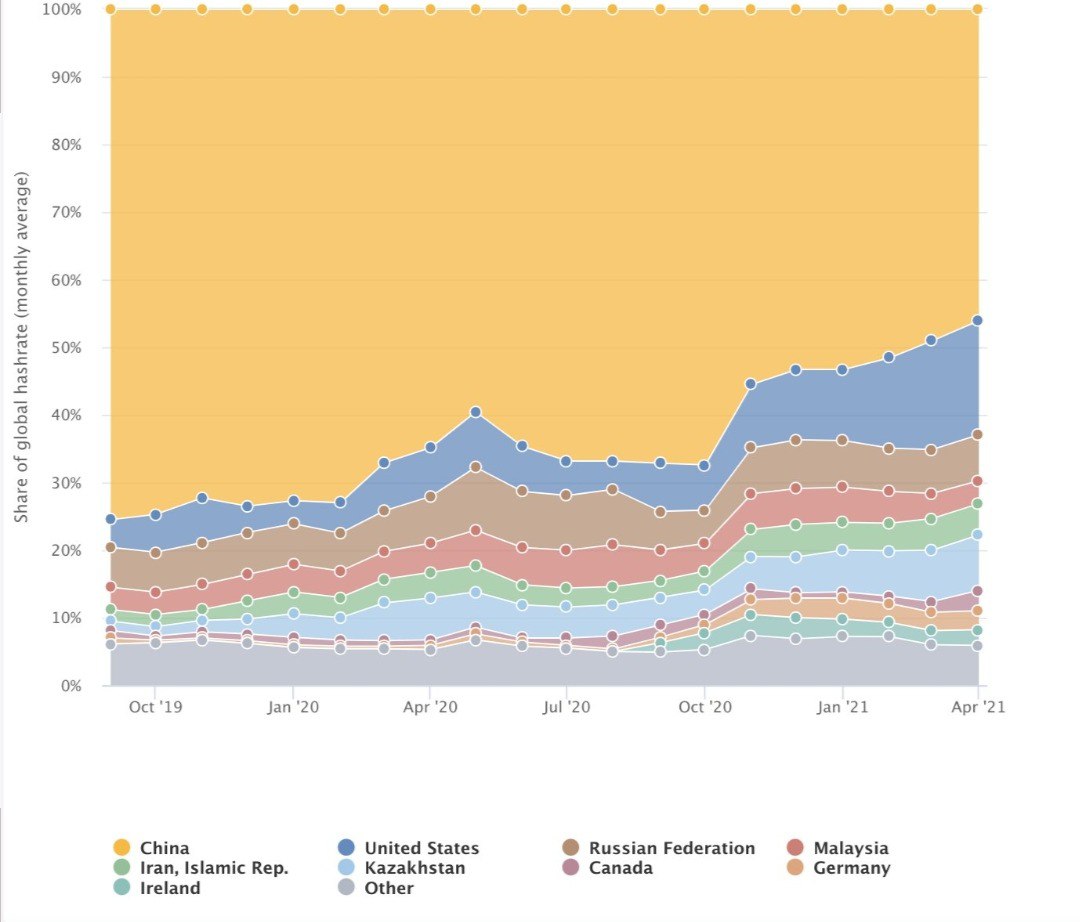 100%
90%
80%
70%
60%
50%
40%
30%
20%
10%
0%
Share of global hashrate (monthly average)
Oct '19 Jan '20 Apr '20 Jul '20 Oct '20 Jan '21 Apr '21
China United States Russian Federation Malaysia
Iran, Islamic Rep. Kazakhstan Canada Germany
Ireland Other